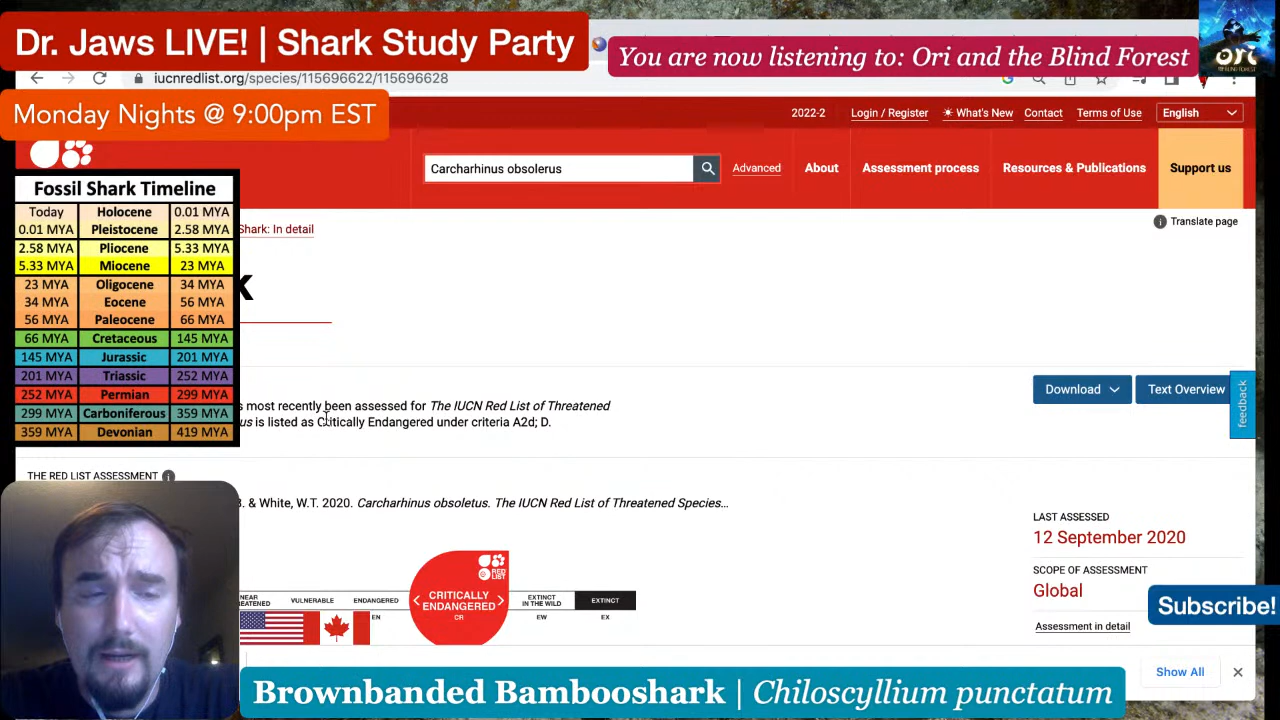 Dr. Jaws LIVE! | Shark Study Party
You are now listening to: Ori and the Blind Forest
ori
iucnredlist.org/species/115696622/115696628
Monday Nights @ 9:00pm EST
2022-2
Login / Register
What's New
Contact
Terms of Use
English
Carcharhinus obsolerus
Advanced
About
Assessment process
Resources & Publications
Support us
Translate page
Fossil Shark Timeline
Today Holocene 0.01 MYA
0.01 MYA Pleistocene 2.58 MYA
2.58 MYA Pliocene 5.33 MYA
5.33 MYA Miocene 23 MYA
23 MYA Oligocene 34 MYA
34 MYA Eocene 56 MYA
56 MYA Paleocene 66 MYA
66 MYA Cretaceous 145 MYA
145 MYA Jurassic 201 MYA
201 MYA Triassic 252 MYA
252 MYA Permian 299 MYA
299 MYA Carboniferous 359 MYA
359 MYA Devonian 419 MYA
Shark: In detail
k
Download
Text Overview
feedback
s most recently been assessed for The IUCN Red List of Threatened
us is listed as Critically Endangered under criteria A2d; D.
THE RED LIST ASSESSMENT
& White, W.T. 2020. Carcharhinus obsoletus. The IUCN Red List of Threatened Species...
LAST ASSESSED
12 September 2020
SCOPE OF ASSESSMENT
Global
Assessment in detail
RED LIST
VULNERABLE
ENDANGERED
EN
< CRITICALLY ENDANGERED >
CR
EXTINCT IN THE WILD
EW
EXTINCT
EX
Subscribe!
Show All
Brownbanded Bambooshark | Chiloscyllium punctatum